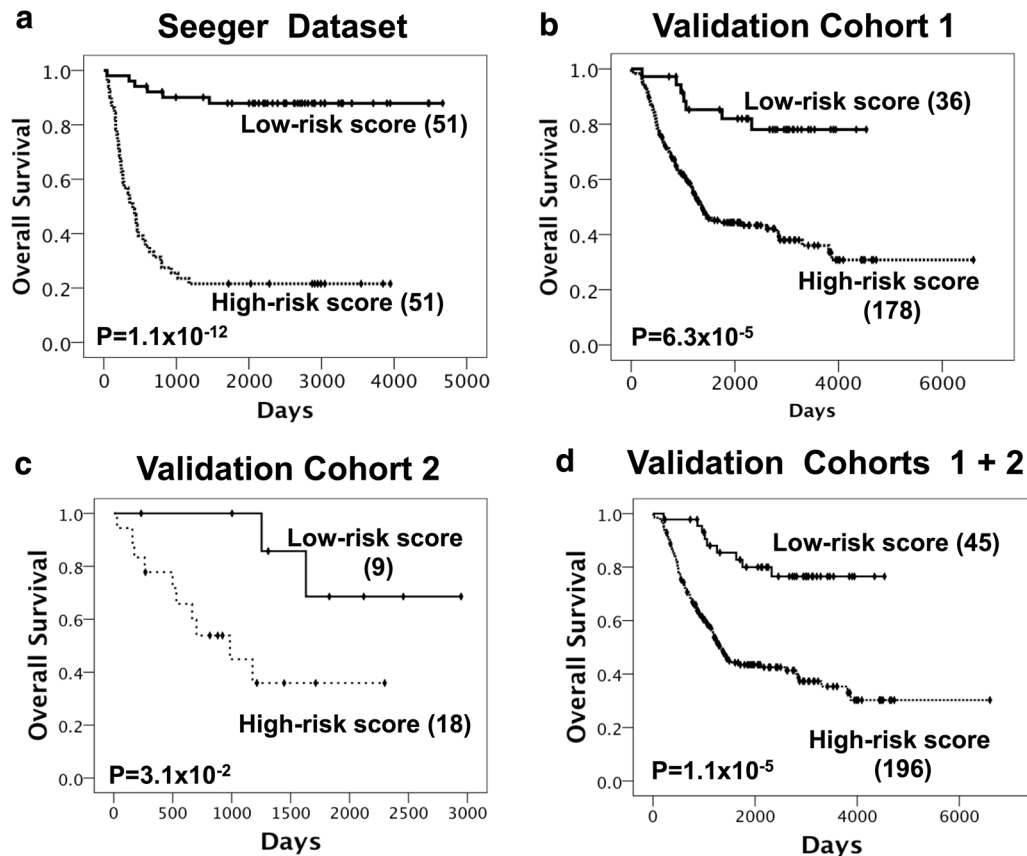 a
Seeger Dataset
Overall Survival
1.0
0.8
0.6
0.4
0.2
0.0
Low-risk score (51)
High-risk score (51)
P=1.1x10-12
0 1000 2000 3000 4000 5000
Days
b
Validation Cohort 1
Overall Survival
1.0
0.8
0.6
0.4
0.2
0.0
Low-risk score (36)
High-risk score
(178)
P=6.3x10-5
0 2000 4000 6000
Days
c
Validation Cohort 2
Overall Survival
1.0
0.8
0.6
0.4
0.2
0.0
Low-risk score
(9)
High-risk score (18)
P=3.1x10-2
0 500 1000 1500 2000 2500 3000
Days
d
Validation Cohorts 1 + 2
Overall Survival
1.0
0.8
0.6
0.4
0.2
0.0
Low-risk score (45)
High-risk score
(196)
P=1.1x10-5
0 2000 4000 6000
Days